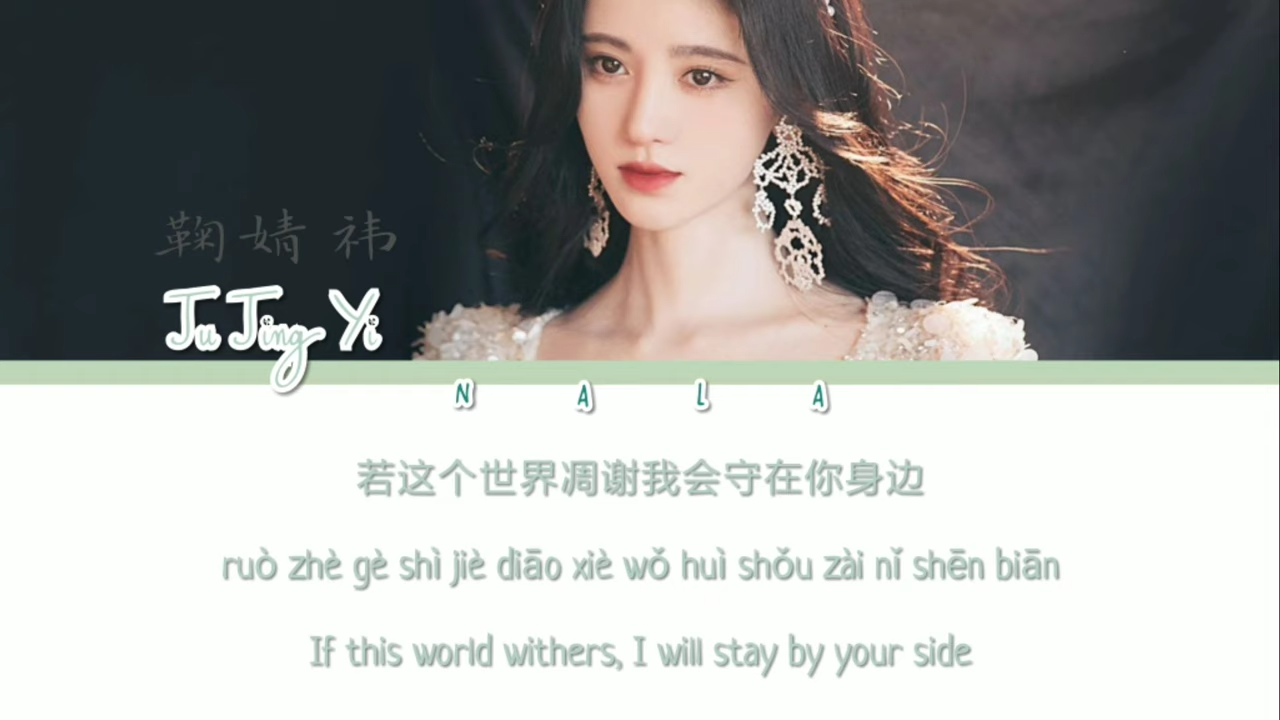 鞠婧祎
Ju Jing Yi
NALA
若这个世界凋谢我会守在你身边
ruò zhè gè shì jiè diāo xiè wǒ huì shǒu zài nǐ shēn biān
If this world withers, I will stay by your side